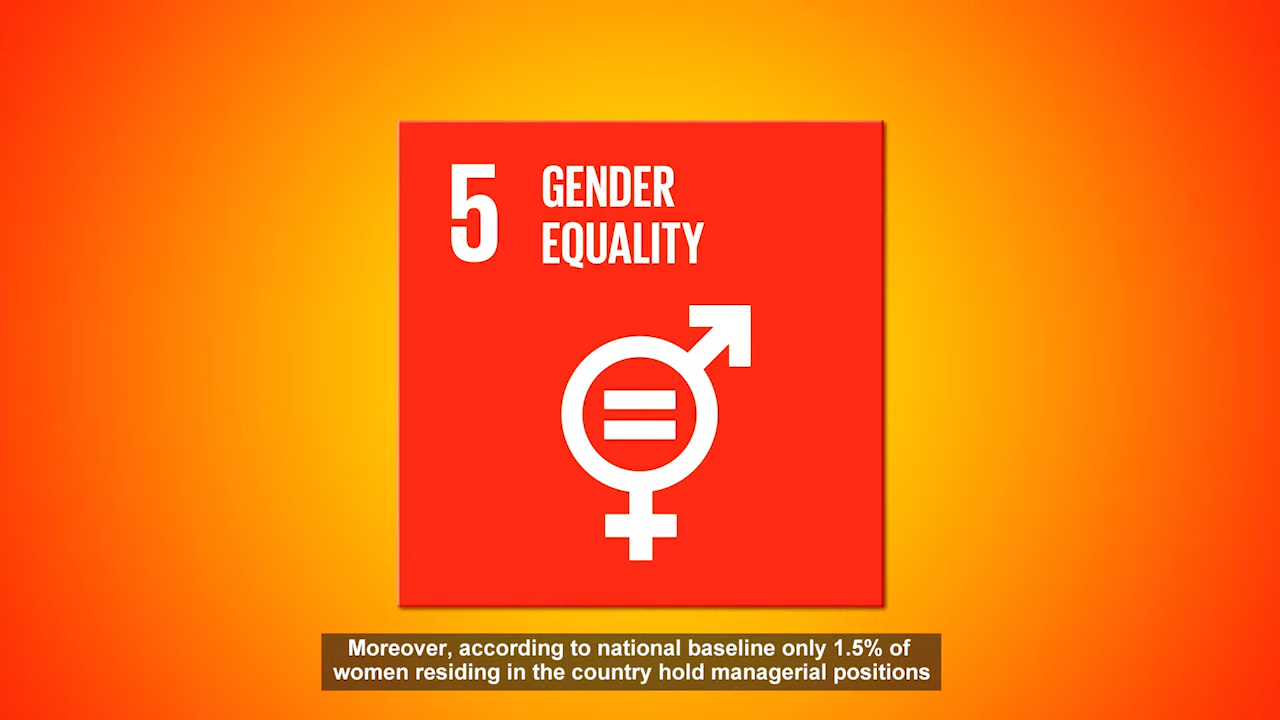 5
GENDER
EQUALITY
Moreover, according to national baseline only 1.5% of
women residing in the country hold managerial positions